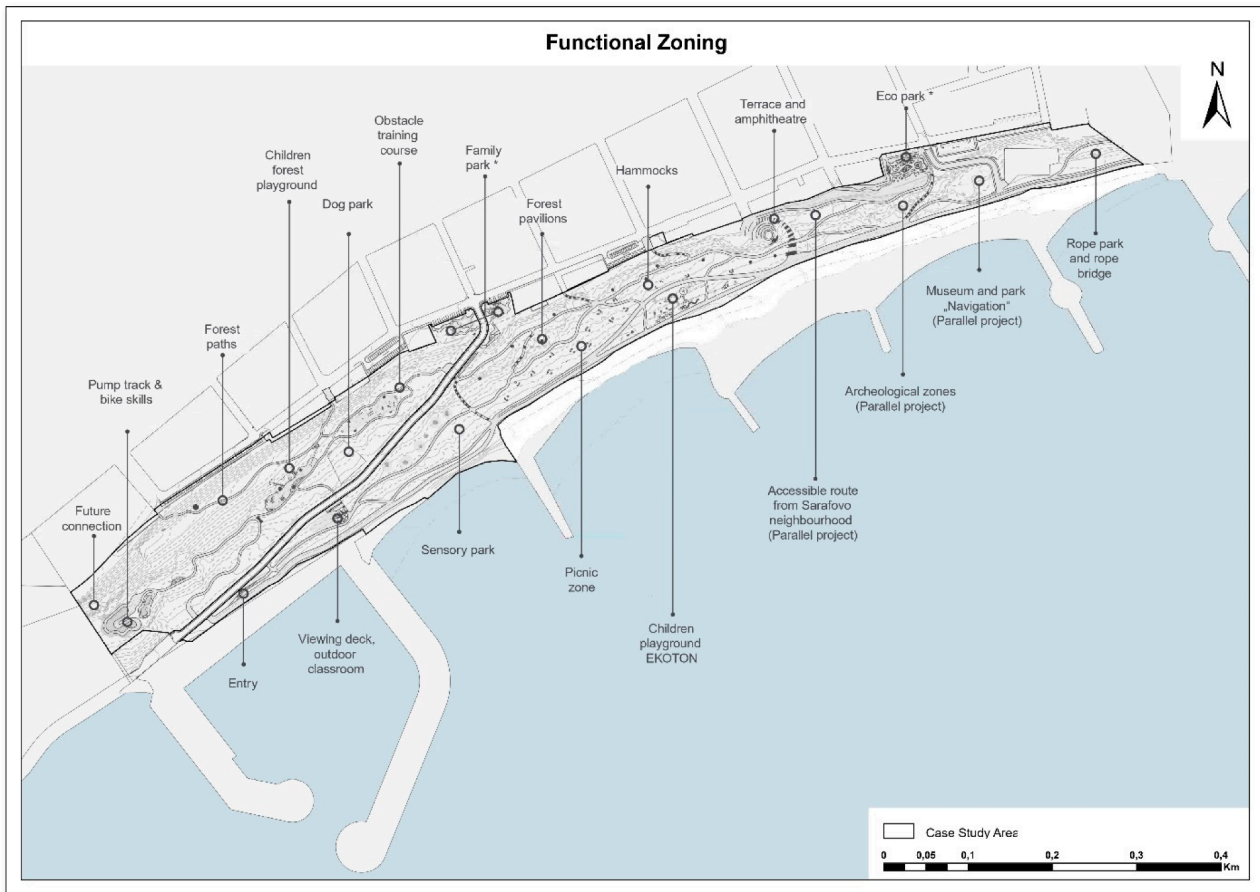 Functional Zoning
N
Terrace and
amphitheatre
Eco park *
Obstacle
training
course
Family
park *
Children
forest
playground
Dog park
Hammocks
Forest
pavilions
Rope park
and rope
bridge
Museum and park
„Navigation“
(Parallel project)
Forest
paths
Pump track &
bike skills
Archeological zones
(Parallel project)
Accessible route
from Sarafovo
neighbourhood
(Parallel project)
Future
connection
Sensory park
Picnic
zone
Children
playground
EKOTON
Viewing deck,
outdoor
classroom
Entry
Case Study Area
0 0,05 0,1 0,2 0,3 0,4
Km